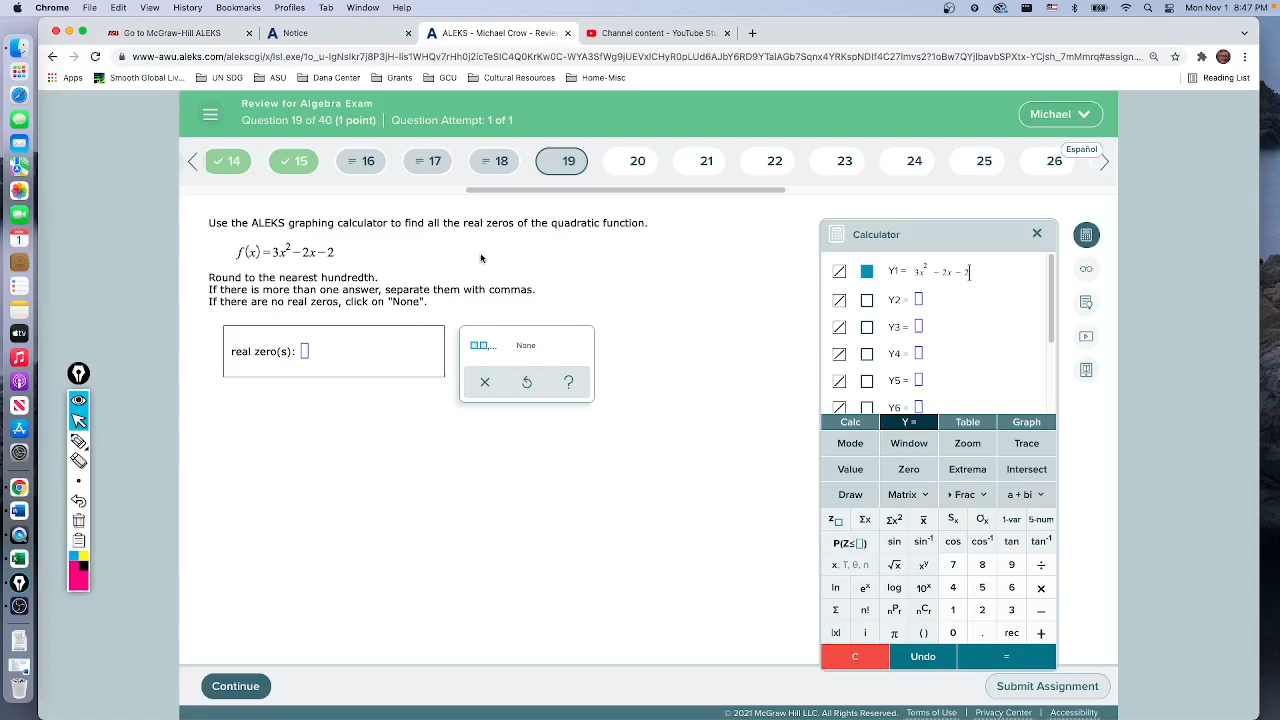 Chrome File Edit View History Bookmarks Profiles Tab Window Help Mon Nov 1 8:47 PM
Go to McGraw-Hill ALEKS × Notice × ALEKS - Michael Crow - Review × Channel content - YouTube Stu ×
Apps Smooth Global Liv... UN SDG ASU Dana Center Grants GCU Cultural Resources Home-Misc Reading List
Review for Algebra Exam
Question 19 of 40 (1 point) | Question Attempt: 1 of 1
Michael
Español
14 15 16 17 18 19 20 21 22 23 24 25 26
Use the ALEKS graphing calculator to find all the real zeros of the quadratic function.
f(x) = 3x² − 2x − 2
Round to the nearest hundredth.
If there is more than one answer, separate them with commas.
If there are no real zeros, click on "None".
real zero(s):
None
Calculator
Y1 = 3x² − 2x − 2
Y2 =
Y3 =
Y4 =
Y5 =
Y6 =
Calc Y = Table Graph
Mode Window Zoom Trace
Value Zero Extrema Intersect
Draw Matrix Frac a + bi
z Σx Σx² x̅ Sx σx 1-var 5-num
P(Z≤) sin sin⁻¹ cos cos⁻¹ tan tan⁻¹
x, T, θ, n √x xʸ 7 8 9 ÷
ln eˣ log 10ˣ 4 5 6 ×
Σ n! nPr nCr 1 2 3 −
|x| i π ( ) 0 . rec +
C Undo =
Continue Submit Assignment
© 2021 McGraw Hill LLC. All Rights Reserved. Terms of Use | Privacy Center | Accessibility